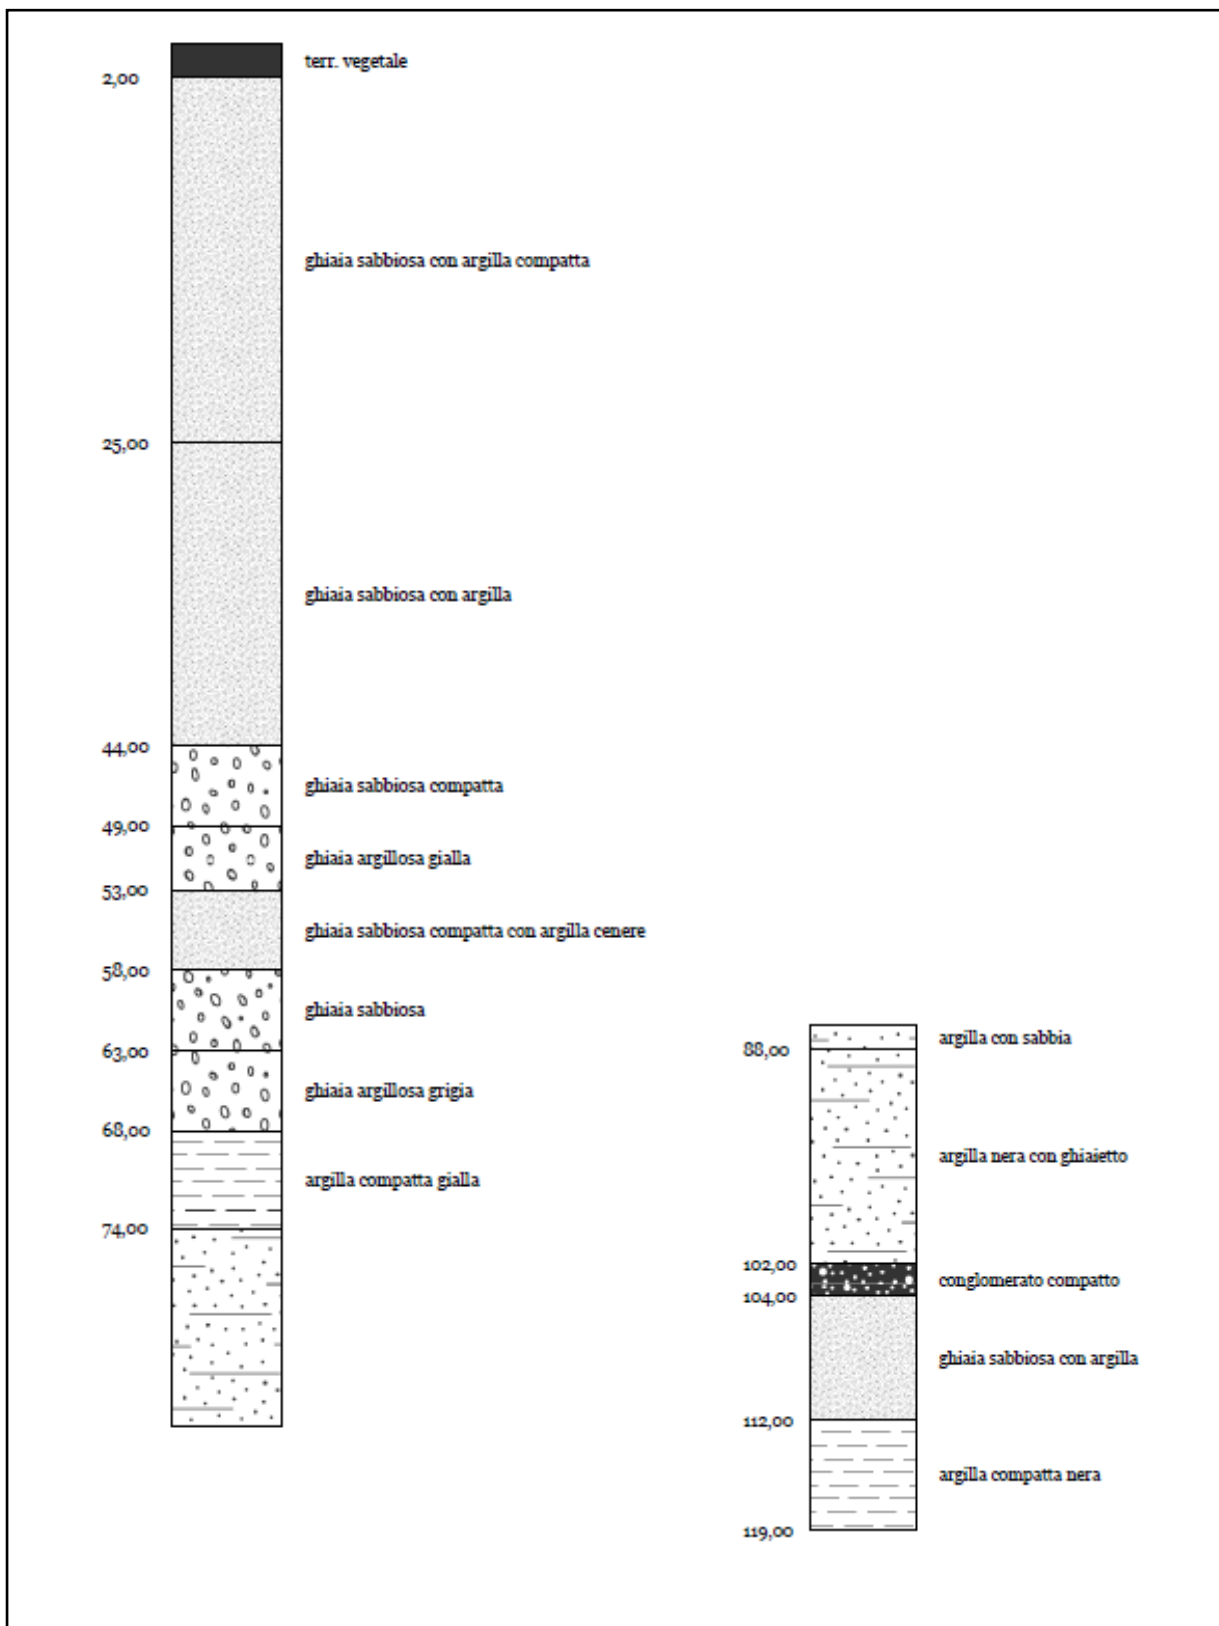 terr. vegetale
2,00
ghiaia sabbiosa con argilla compatta
25,00
ghiaia sabbiosa con argilla
44,00
ghiaia sabbiosa compatta
49,00
ghiaia argillosa gialla
53,00
ghiaia sabbiosa compatta con argilla cenere
58,00
ghiaia sabbiosa
63,00
ghiaia argillosa grigia
68,00
argilla compatta gialla
74,00
argilla con sabbia
88,00
argilla nera con ghiaietto
102,00
conglomerato compatto
104,00
ghiaia sabbiosa con argilla
112,00
argilla compatta nera
119,00